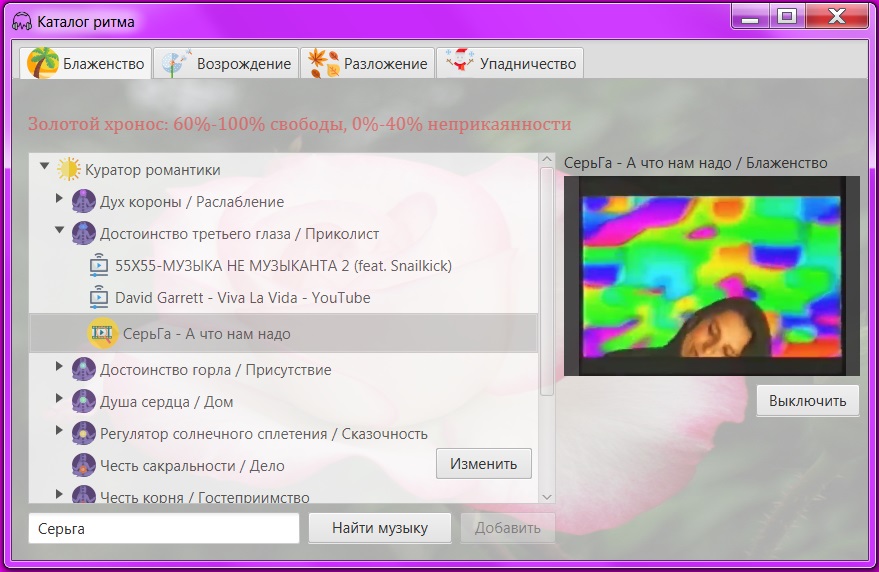 Каталог ритма
Блаженство
Возрождение
Разложение
Упадничество
Золотой хронос: 60%-100% свободы, 0%-40% неприкаянности
Куратор романтики
Дух короны / Раслабление
Достоинство третьего глаза / Приколист
55X55-МУЗЫКА НЕ МУЗЫКАНТА 2 (feat. Snailkick)
David Garrett - Viva La Vida - YouTube
СерьГа - А что нам надо
Достоинство горла / Присутствие
Душа сердца / Дом
Регулятор солнечного сплетения / Сказочность
Честь сакральности / Дело
Изменить
Честь корня / Гостеприимство
Серьга
Найти музыку
Добавить
СерьГа - А что нам надо / Блаженство
Выключить